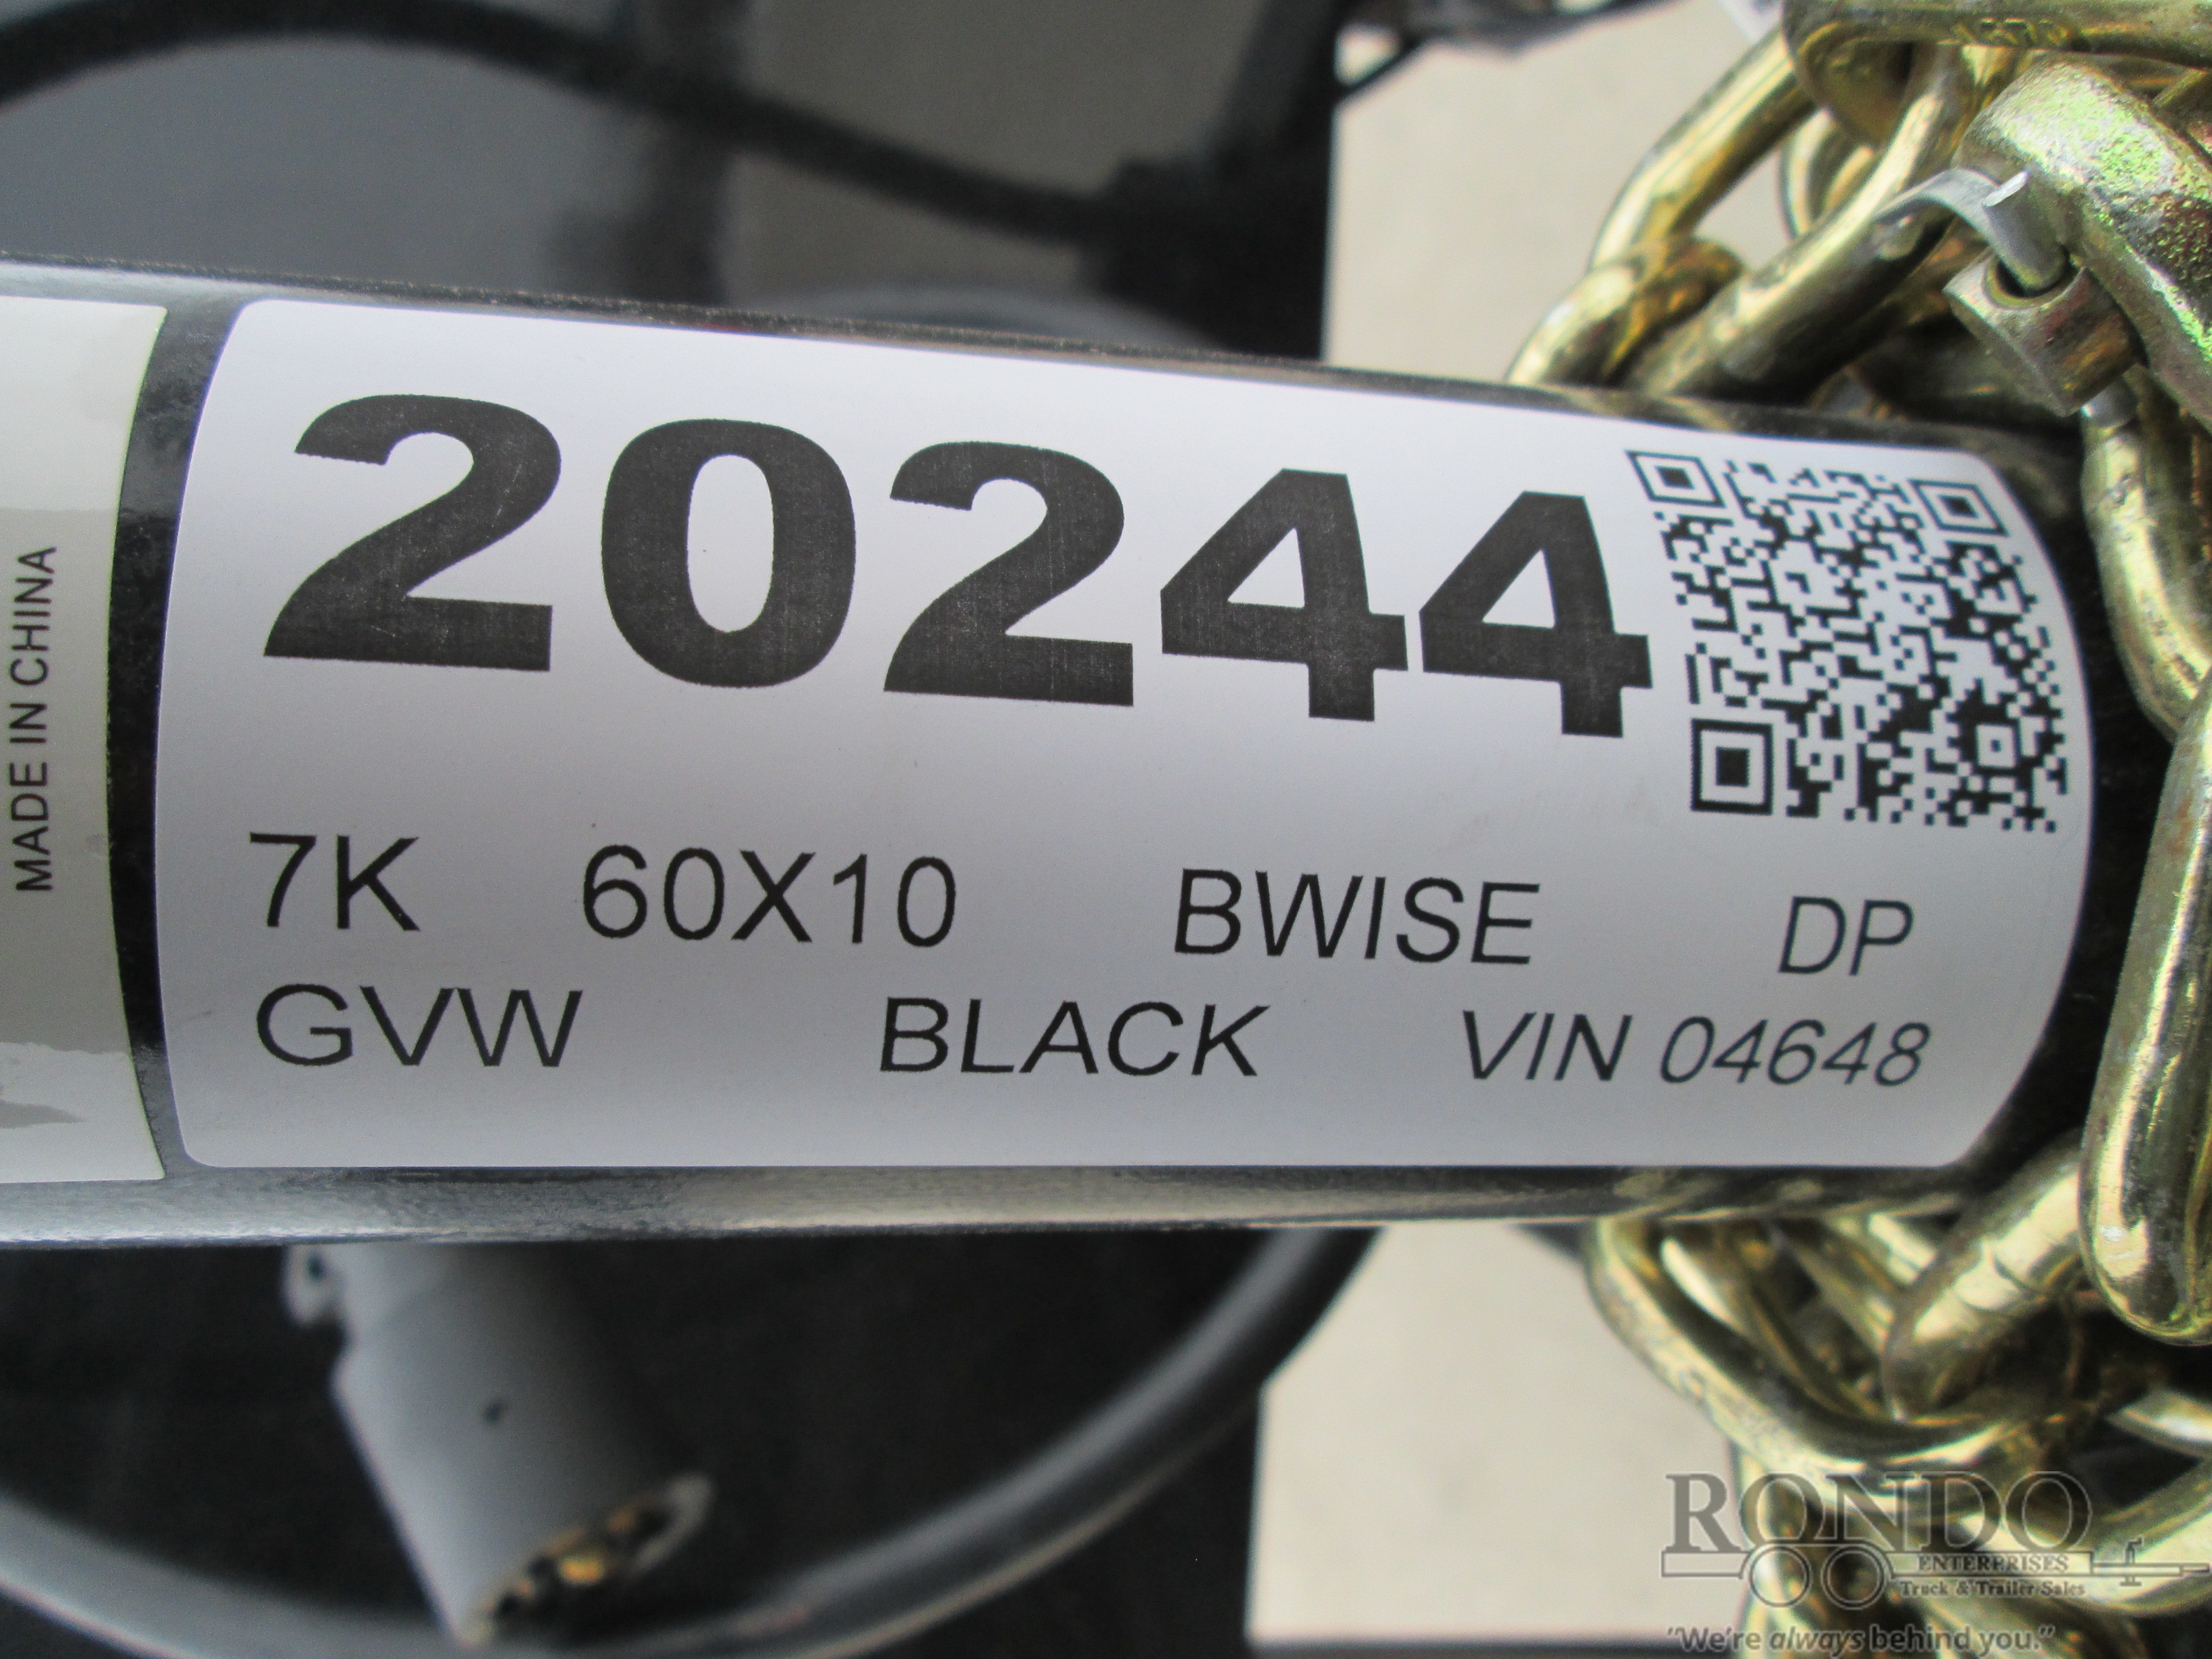 MADE IN CHINA
20244
7K 60X10 BWISE DP
GVW BLACK VIN 04648
RONDO
ENTERPRISES
Truck & Trailer Sales
"We're always behind you."